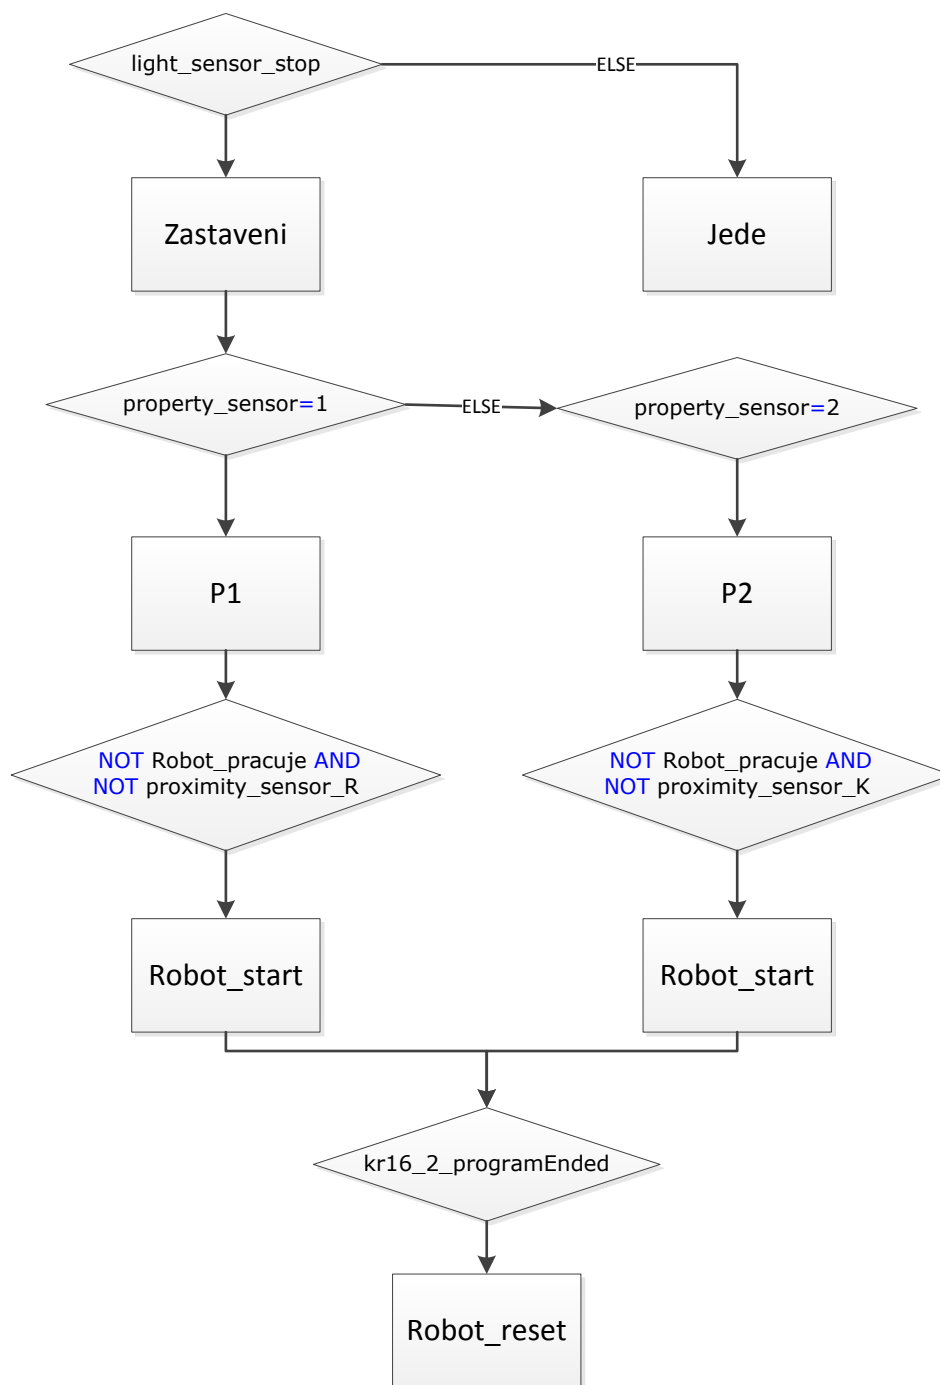 light_sensor_stop
ELSE
Zastaveni
Jede
property_sensor=1
ELSE
property_sensor=2
P1
P2
NOT Robot_pracuje AND
NOT proximity_sensor_R
NOT Robot_pracuje AND
NOT proximity_sensor_K
Robot_start
Robot_start
kr16_2_programEnded
Robot_reset